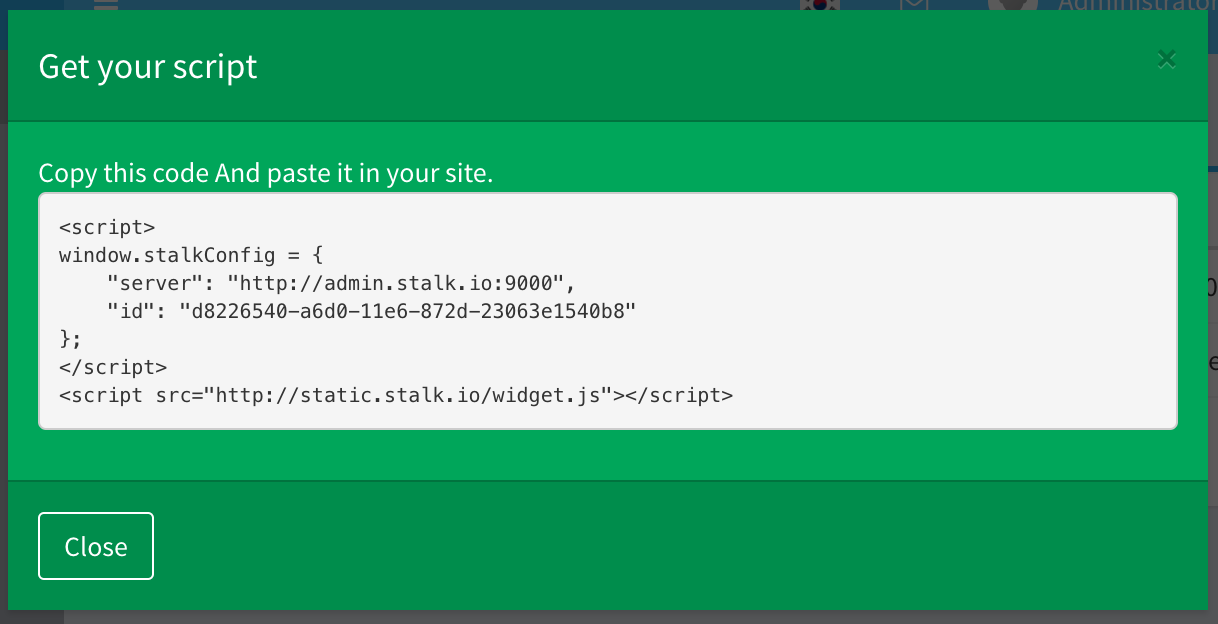 Administrator
Get your script
×
Copy this code And paste it in your site.
<script>
window.stalkConfig = {
    "server": "http://admin.stalk.io:9000",
    "id": "d8226540-a6d0-11e6-872d-23063e1540b8"
};
</script>
<script src="http://static.stalk.io/widget.js"></script>
Close